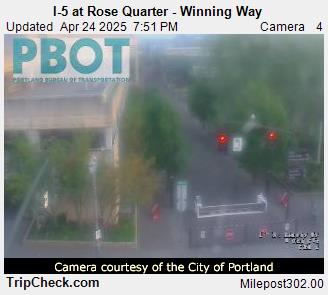 I-5 at Rose Quarter - Winning Way
Updated Apr 24 2025 7:51 PM Camera 4
PBOT
PORTLAND BUREAU OF TRANSPORTATION
Camera courtesy of the City of Portland
TripCheck.com Milepost302.00